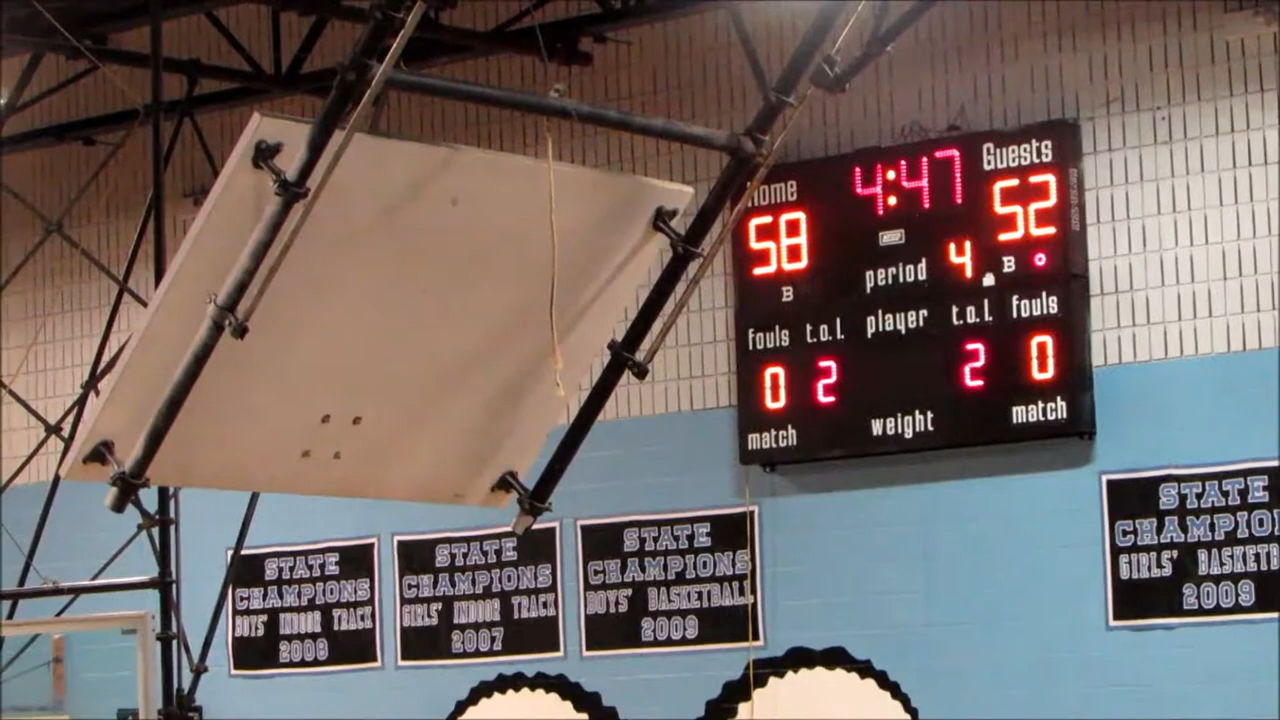 Home 4:47 Guests
58 52
period 4
B B
fouls t.o.l. player t.o.l. fouls
0 2 2 0
match weight match
STATE
CHAMPIONS
BOYS' INDOOR TRACK
2008
STATE
CHAMPIONS
GIRLS' INDOOR TRACK
2007
STATE
CHAMPIONS
BOYS' BASKETBALL
2009
STATE
CHAMPIO
GIRLS' BASKETB
2009